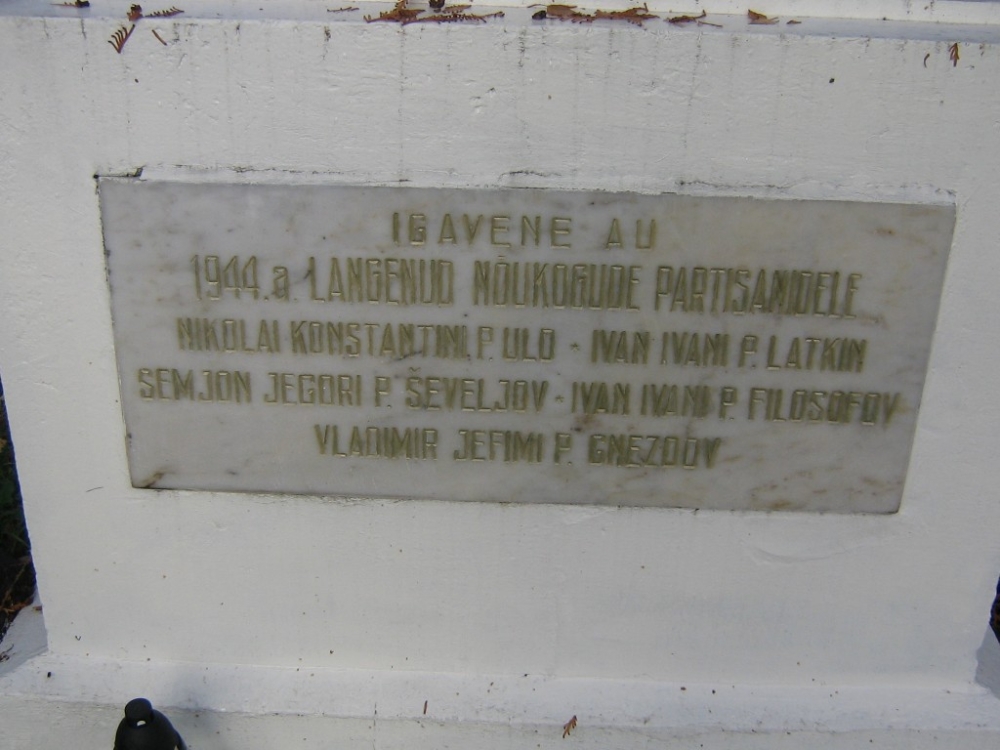 IGAVENE AU
1944.a. LANGENUD NÕUKOGUDE PARTISANIDELE
NIKOLAI KONSTANTINI P. ULO - IVAN IVANI P. LATKIN
SEMJON JEGORI P. ŠEVELJOV - IVAN IVANI P. FILOSOFOV
VLADIMIR JEFIMI P. GNEZDOV